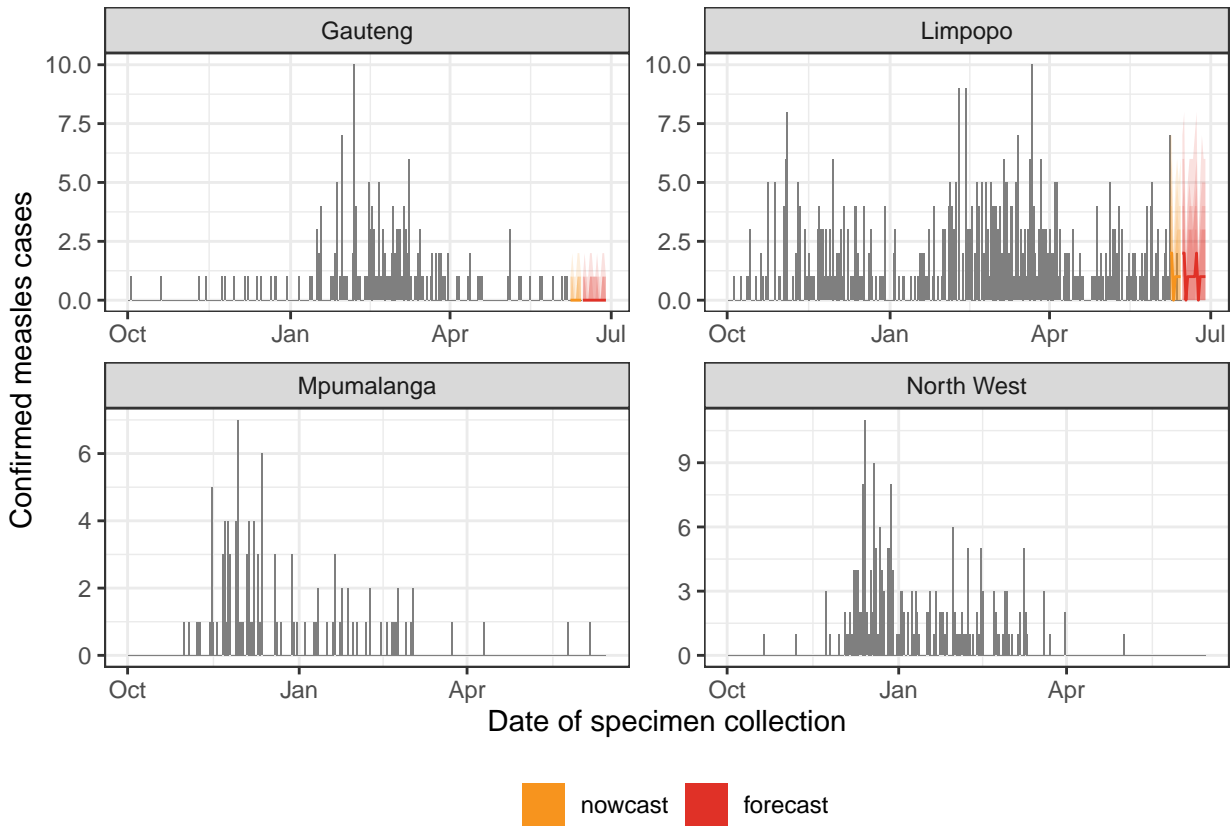 Gauteng
Limpopo
10.0
7.5
5.0
2.5
0.0
Oct
Jan
Apr
Jul
10.0
7.5
5.0
2.5
0.0
Oct
Jan
Apr
Jul
Confirmed measles cases
Mpumalanga
North West
6
4
2
0
Oct
Jan
Apr
9
6
3
0
Oct
Jan
Apr
Date of specimen collection
nowcast
forecast